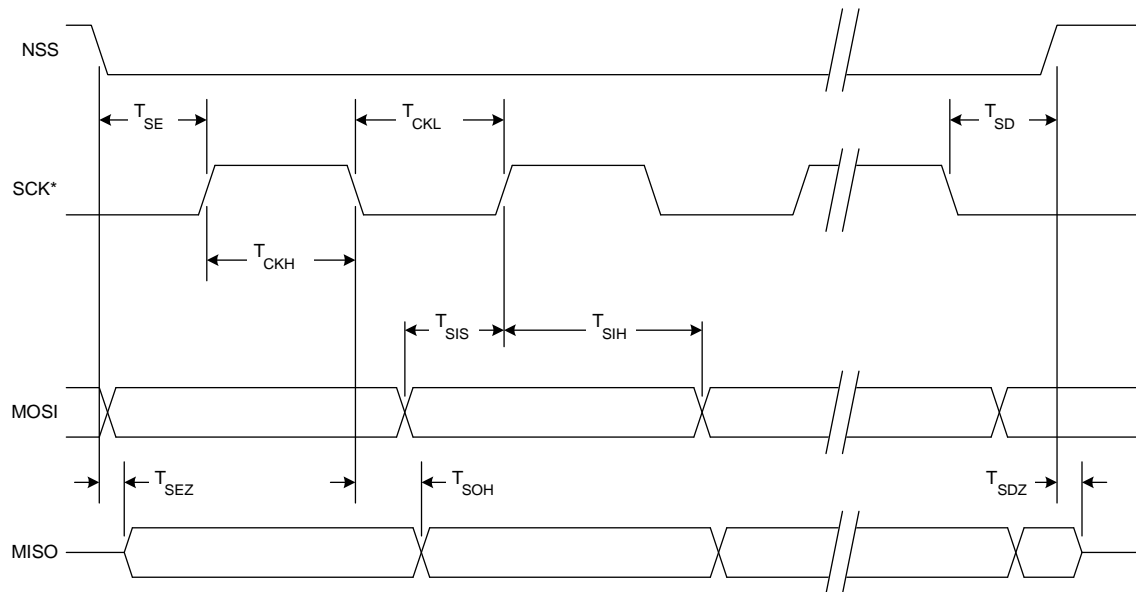 NSS
T_SE
T_CKL
T_SD
SCK*
T_CKH
T_SIS
T_SIH
MOSI
T_SEZ
T_SOH
T_SDZ
MISO